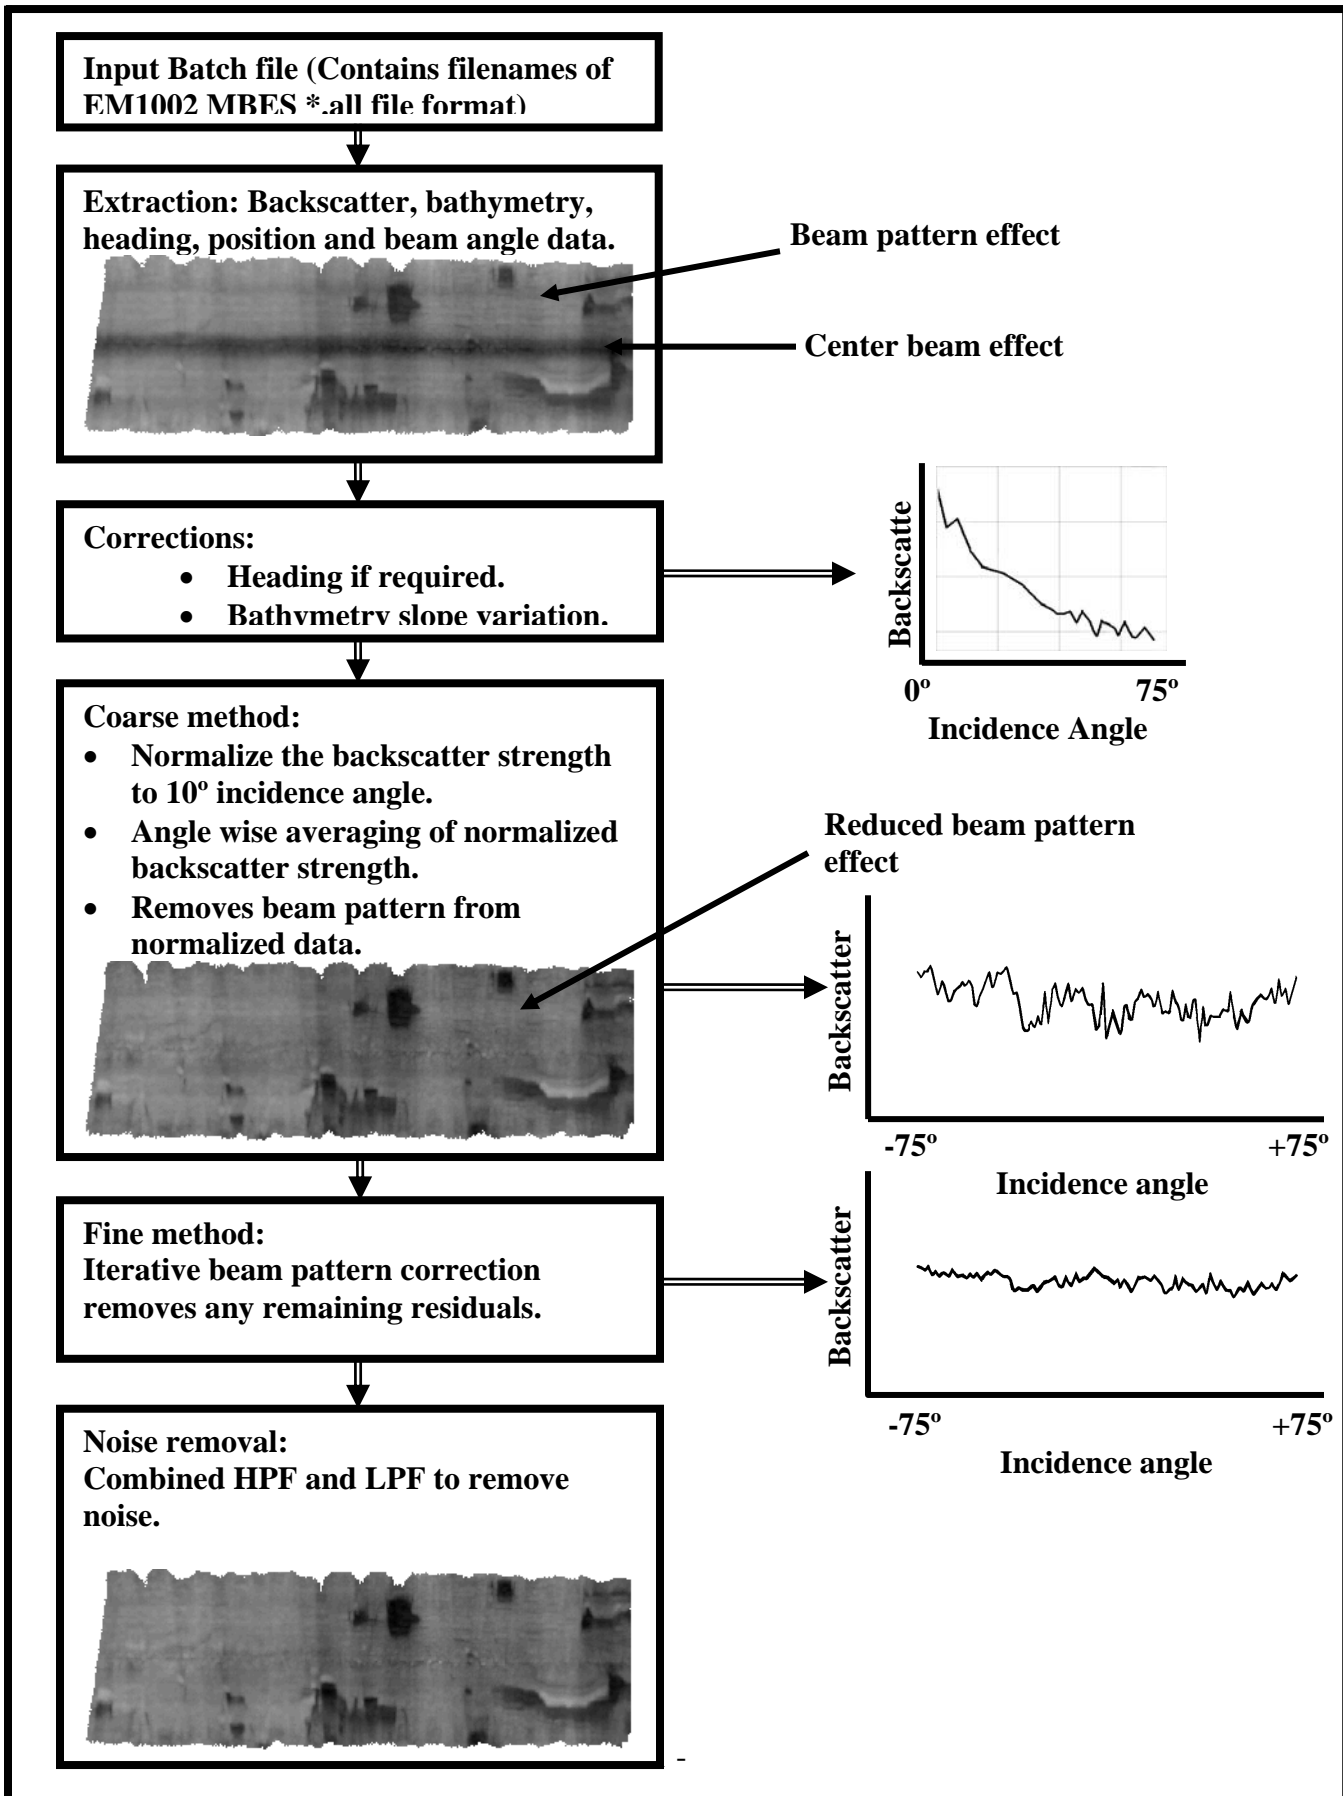 Input Batch file (Contains filenames of
EM1002 MBES *.all file format)
Extraction: Backscatter, bathymetry,
heading, position and beam angle data.
Beam pattern effect
Center beam effect
Corrections:
• Heading if required.
• Bathymetry slope variation.
Backscatte
0º 75º
Incidence Angle
Coarse method:
• Normalize the backscatter strength
to 10º incidence angle.
• Angle wise averaging of normalized
backscatter strength.
• Removes beam pattern from
normalized data.
Reduced beam pattern
effect
Backscatter
-75º +75º
Incidence angle
Fine method:
Iterative beam pattern correction
removes any remaining residuals.
Backscatter
-75º +75º
Incidence angle
Noise removal:
Combined HPF and LPF to remove
noise.
-